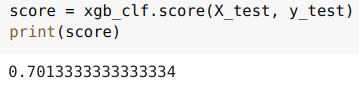 score = xgb_clf.score(X_test, y_test)
print(score)
0.7013333333333334